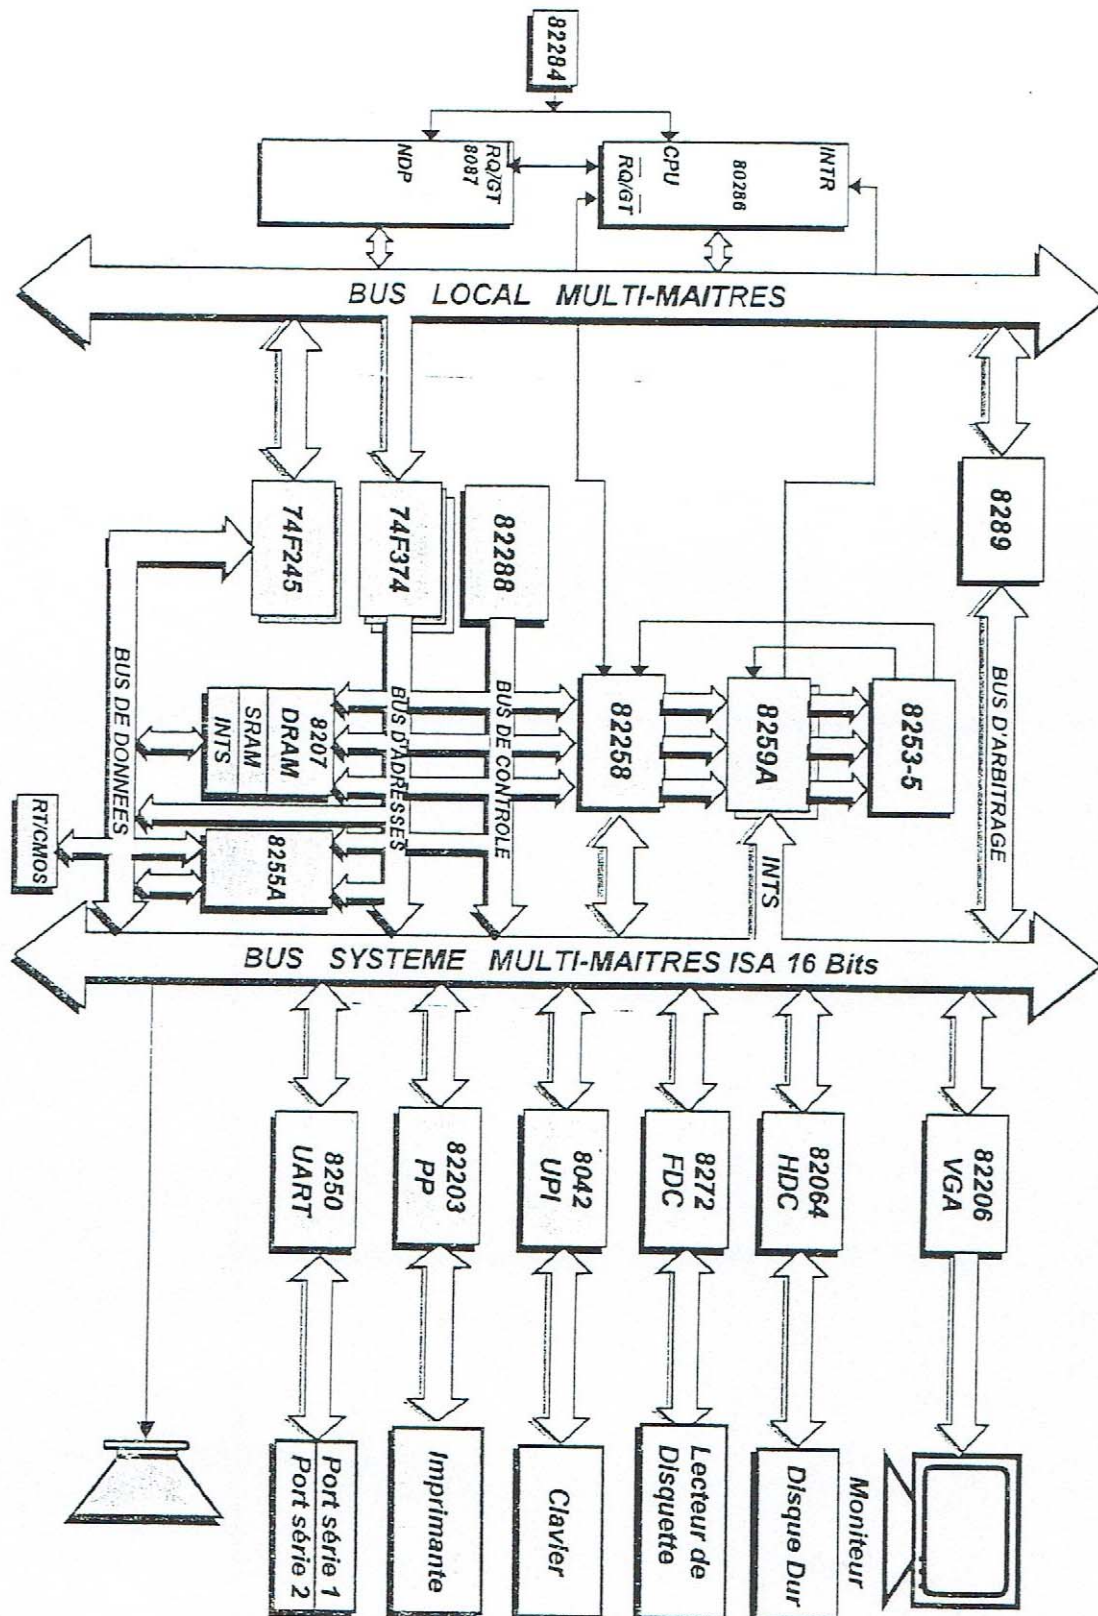 82284
INTR
80286
CPU
RQ/GT
RQ/GT
8087
NDP
BUS LOCAL MULTI-MAITRES
8289
82288
74F374
74F245
BUS D'ARBITRAGE
8253-5
8259A
82258
INTS
BUS DE CONTROLE
BUS D'ADRESSES
BUS DE DONNEES
8207
DRAM
SRAM
INTS
8255A
RT/CMOS
BUS SYSTEME MULTI-MAITRES ISA 16 Bits
82206
VGA
82064
HDC
8272
FDC
8042
UPI
82203
PP
8250
UART
Moniteur
Disque Dur
Lecteur de
Disquette
Clavier
Imprimante
Port série 1
Port série 2